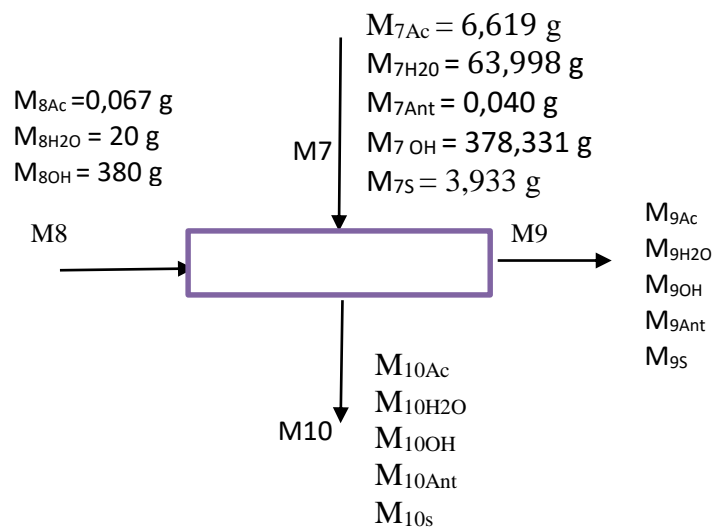 M7Ac = 6,619 g
M7H20 = 63,998 g
M7Ant = 0,040 g
M7 OH = 378,331 g
M7S = 3,933 g
M8Ac =0,067 g
M8H2O = 20 g
M8OH = 380 g
M7
M8
M9
M9Ac
M9H2O
M9OH
M9Ant
M9S
M10
M10Ac
M10H2O
M10OH
M10Ant
M10s